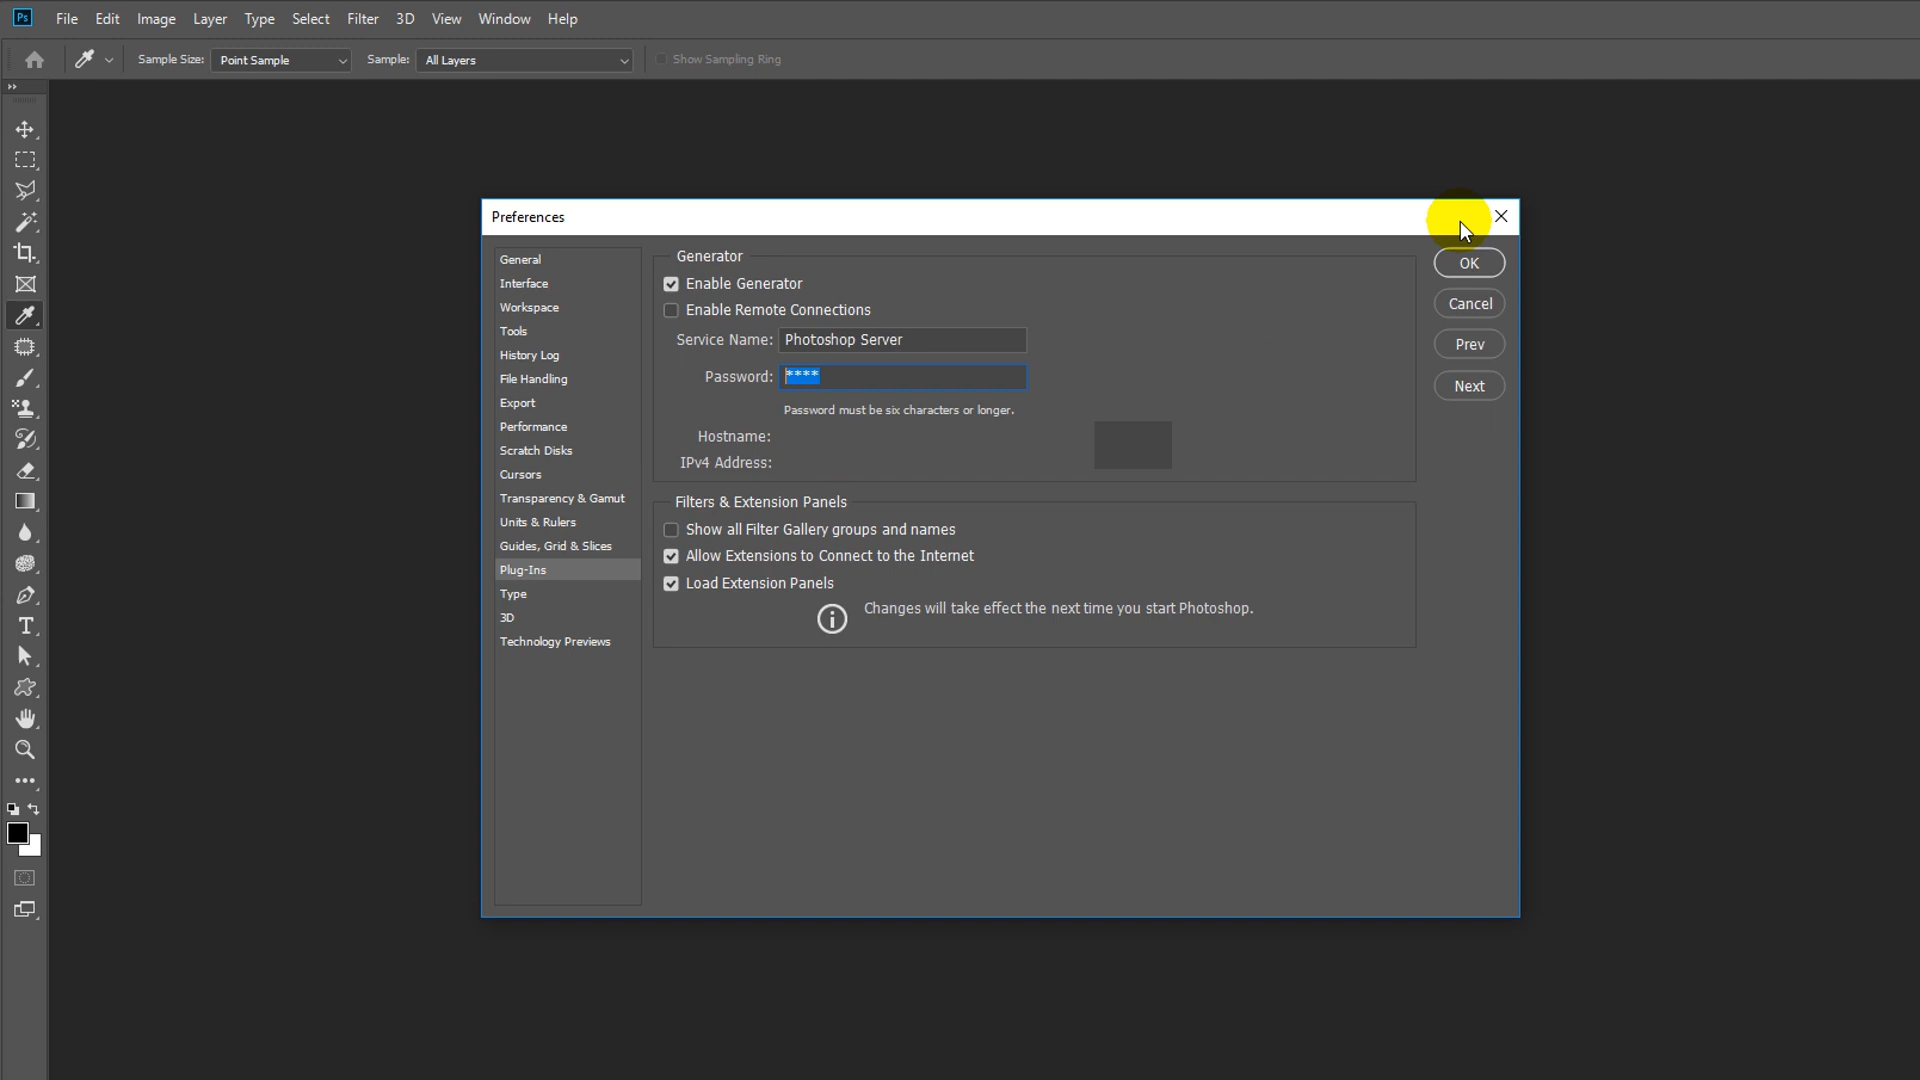 Ps File Edit Image Layer Type Select Filter 3D View Window Help
Sample Size: Point Sample Sample: All Layers Show Sampling Ring
Preferences
General
Interface
Workspace
Tools
History Log
File Handling
Export
Performance
Scratch Disks
Cursors
Transparency & Gamut
Units & Rulers
Guides, Grid & Slices
Plug-Ins
Type
3D
Technology Previews
Generator
Enable Generator
Enable Remote Connections
Service Name: Photoshop Server
Password: ****
Password must be six characters or longer.
Hostname:
IPv4 Address:
Filters & Extension Panels
Show all Filter Gallery groups and names
Allow Extensions to Connect to the Internet
Load Extension Panels
Changes will take effect the next time you start Photoshop.
OK
Cancel
Prev
Next